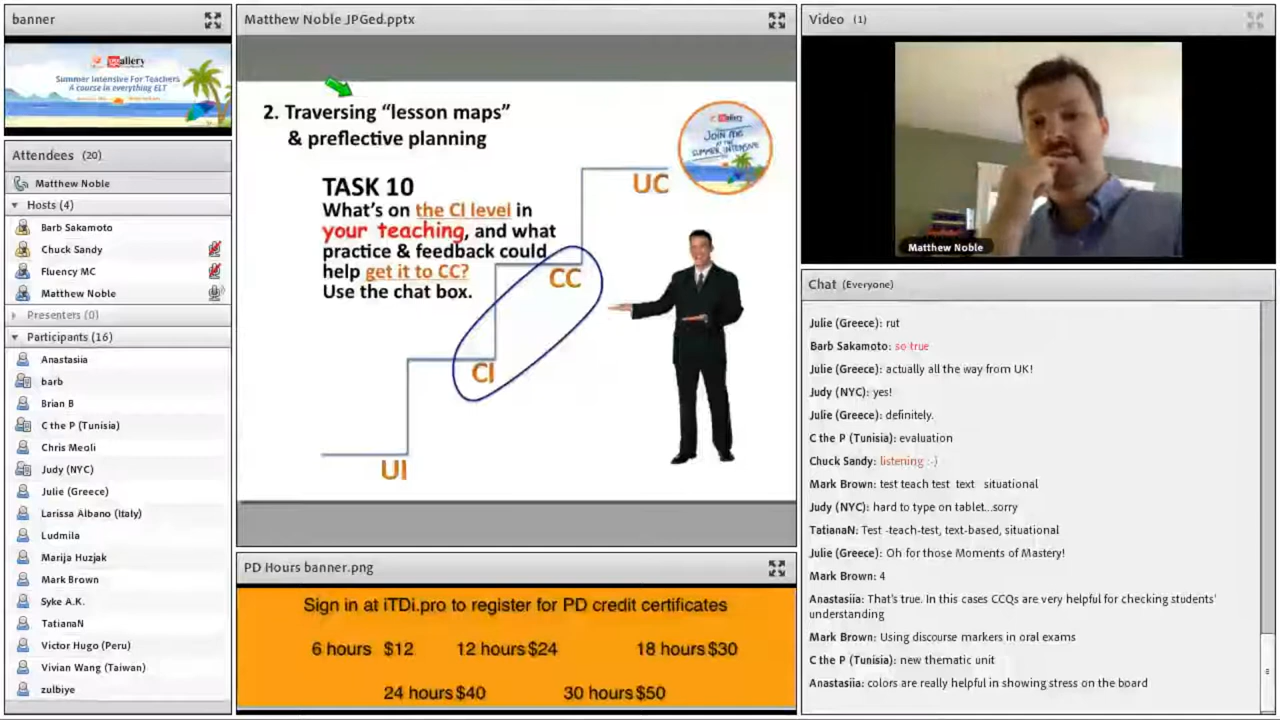 banner
Summer Intensive For Teachers
A course in everything ELT
Attendees (20)
Matthew Noble
Hosts (4)
Barb Sakamoto
Chuck Sandy
Fluency MC
Matthew Noble
Presenters (0)
Participants (16)
Anastasiia
barb
Brian B
C the P (Tunisia)
Chris Meoli
Judy (NYC)
Julie (Greece)
Larissa Albano (Italy)
Ludmila
Marija Huzjak
Mark Brown
Syke A.K.
TatianaN
Victor Hugo (Peru)
Vivian Wang (Taiwan)
zulbiye
Matthew Noble JPGed.pptx
2. Traversing “lesson maps”
& preflective planning
JOIN ME
AT THE
SUMMER INTENSIVE
TASK 10
What’s on the CI level in
your teaching, and what
practice & feedback could
help get it to CC?
Use the chat box.
UC
CC
CI
UI
PD Hours banner.png
Sign in at iTDi.pro to register for PD credit certificates
6 hours $12 12 hours $24 18 hours $30
24 hours $40 30 hours $50
Video (1)
Matthew Noble
Chat (Everyone)
Julie (Greece): rut
Barb Sakamoto: so true
Julie (Greece): actually all the way from UK!
Judy (NYC): yes!
Julie (Greece): definitely.
C the P (Tunisia): evaluation
Chuck Sandy: listening :-)
Mark Brown: test teach test text situational
Judy (NYC): hard to type on tablet...sorry
TatianaN: Test -teach-test, text-based, situational
Julie (Greece): Oh for those Moments of Mastery!
Mark Brown: 4
Anastasiia: That's true. In this cases CCQs are very helpful for checking students'
understanding
Mark Brown: Using discourse markers in oral exams
C the P (Tunisia): new thematic unit
Anastasiia: colors are really helpful in showing stress on the board